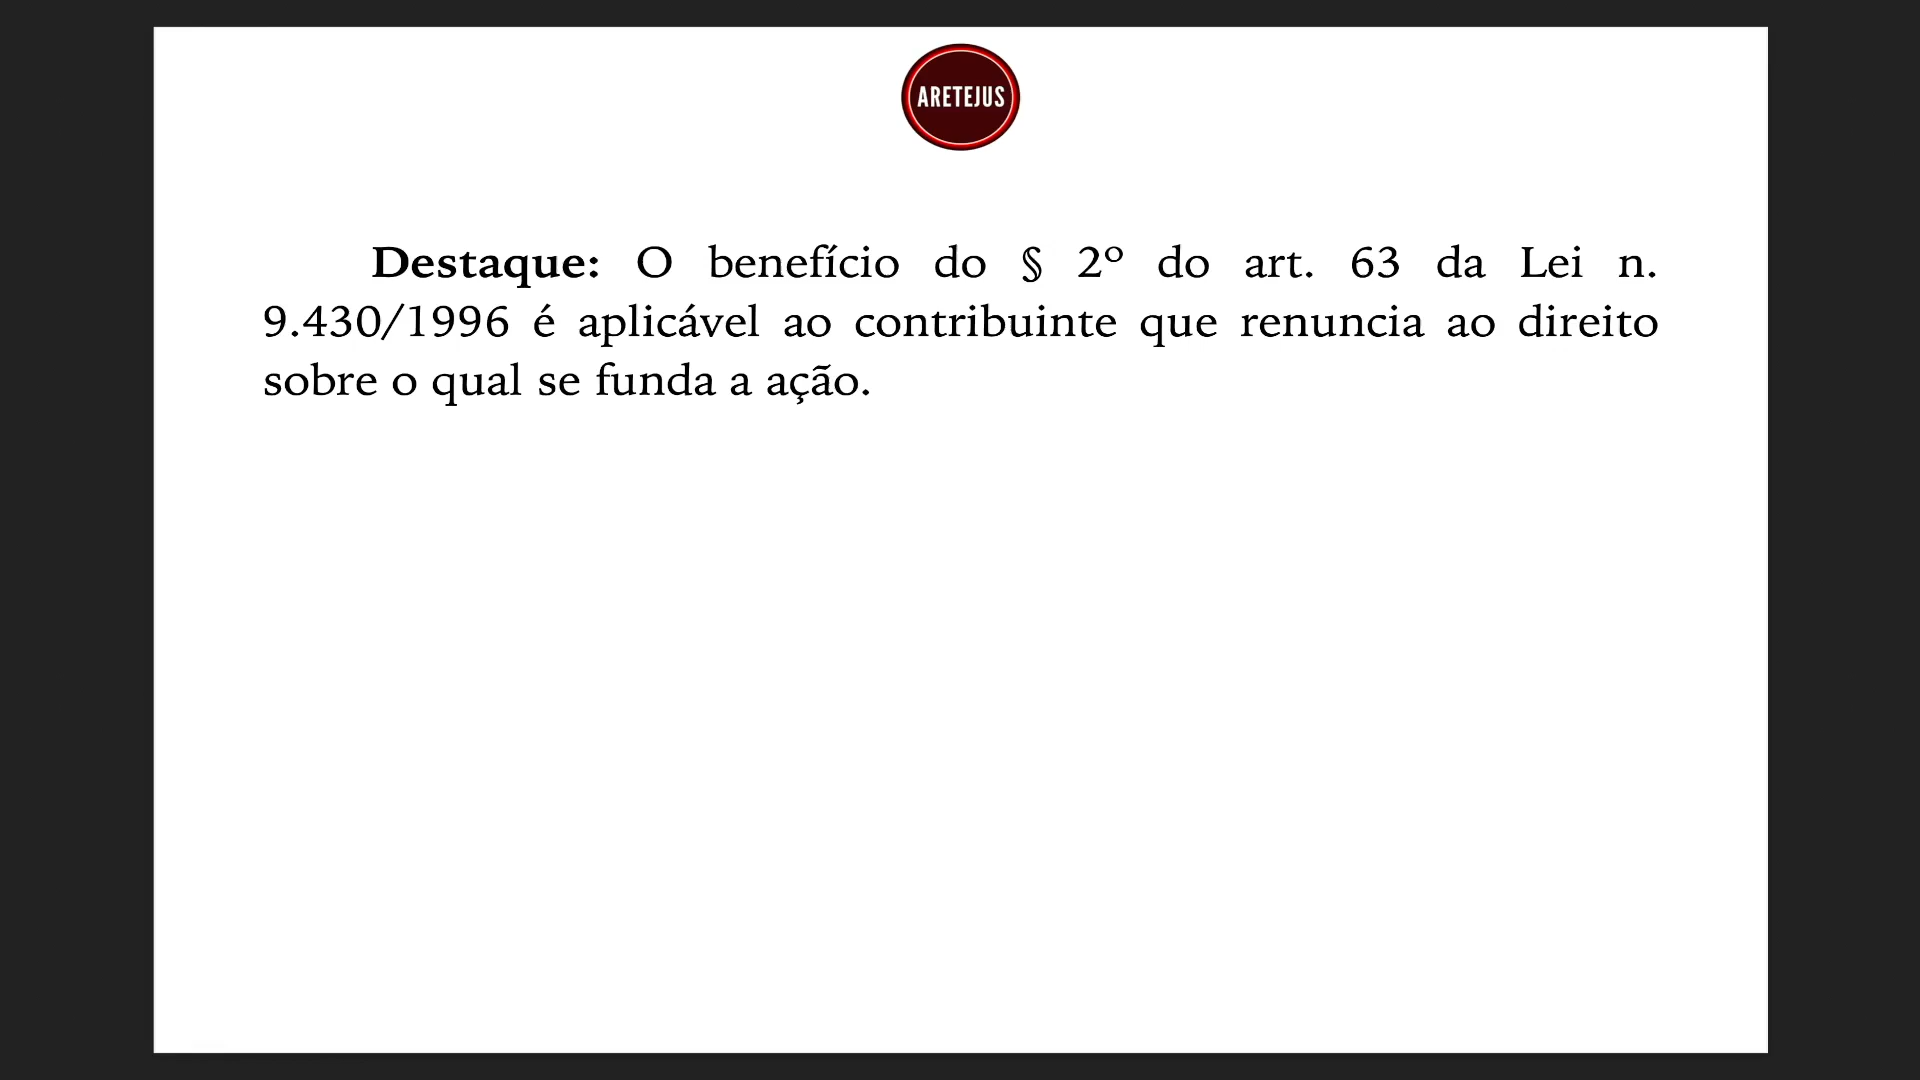 ARETEJUS
Destaque: O benefício do § 2º do art. 63 da Lei n.
9.430/1996 é aplicável ao contribuinte que renuncia ao direito
sobre o qual se funda a ação.